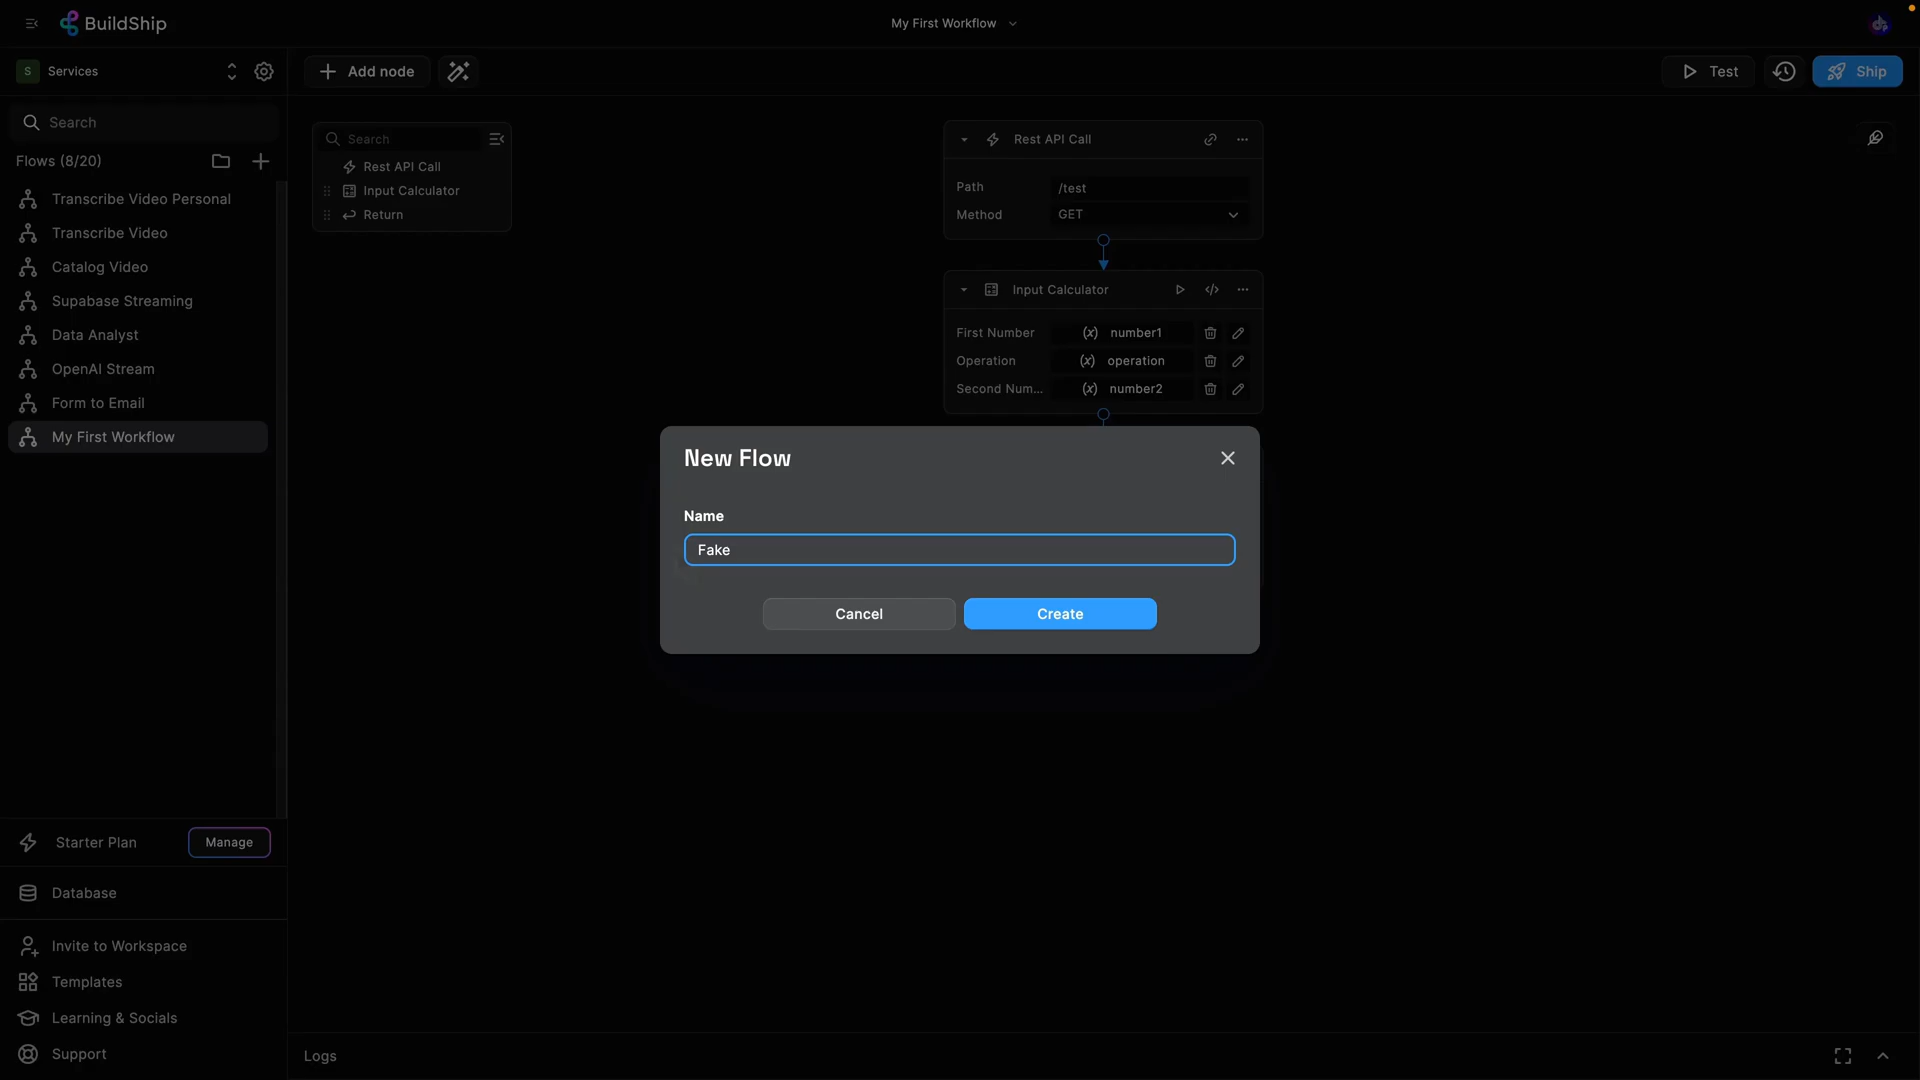 BuildShip
My First Workflow
S Services
Add node
Test
Ship
Search
Flows (8/20)
Transcribe Video Personal
Transcribe Video
Catalog Video
Supabase Streaming
Data Analyst
OpenAI Stream
Form to Email
My First Workflow
Search
Rest API Call
Input Calculator
Return
Rest API Call
Path /test
Method GET
Input Calculator
First Number (x) number1
Operation (x) operation
Second Num... (x) number2
New Flow
Name
Fake
Cancel Create
Starter Plan Manage
Database
Invite to Workspace
Templates
Learning & Socials
Support
Logs